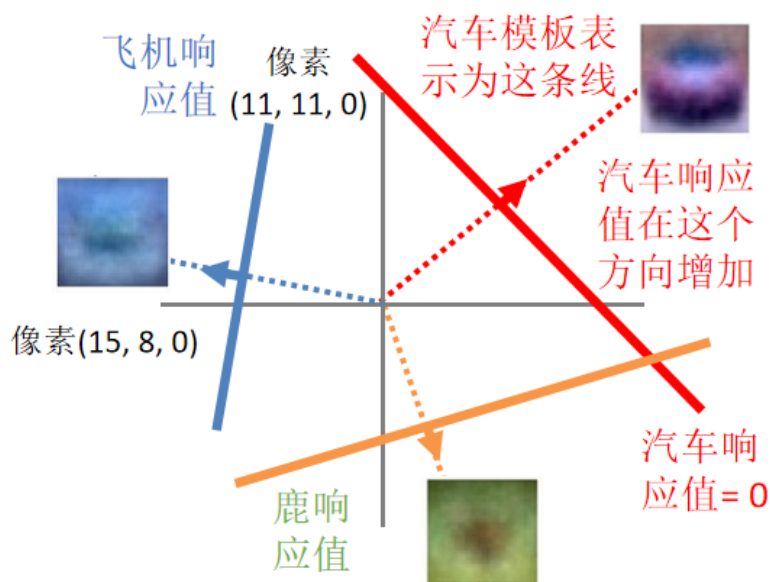 飞机响
应值
像素
(11, 11, 0)
汽车模板表
示为这条线
汽车响应
值在这个
方向增加
像素(15, 8, 0)
汽车响
应值= 0
鹿响
应值